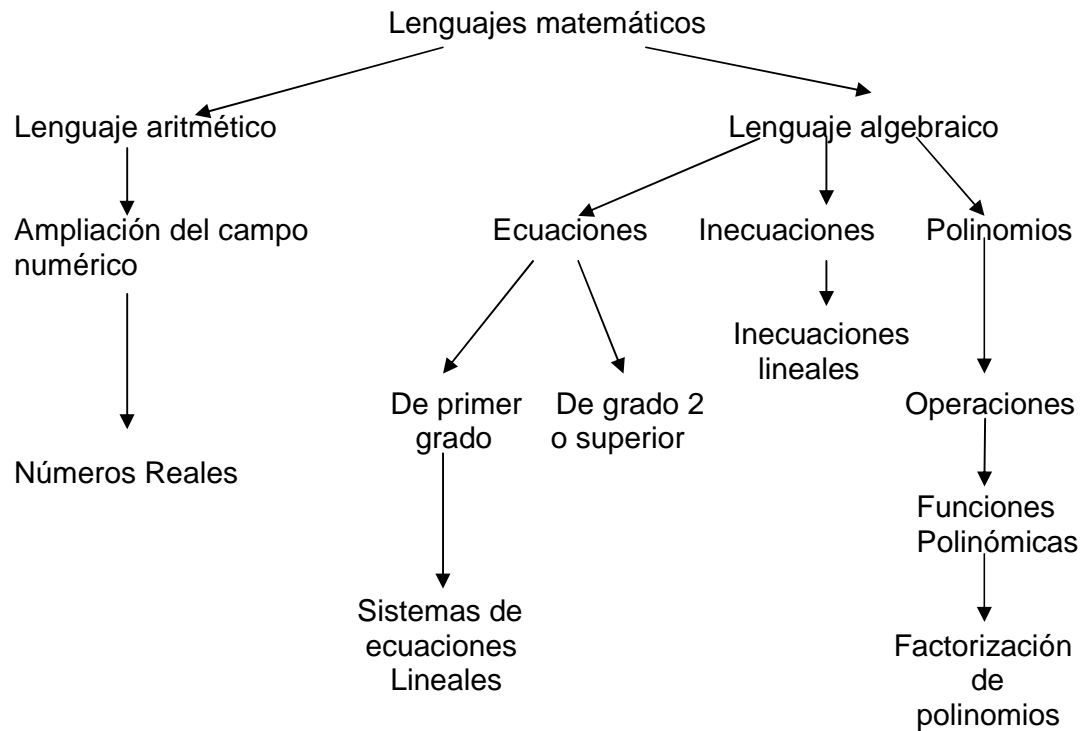 Lenguajes matemáticos
Lenguaje aritmético
Lenguaje algebraico
Ampliación del campo
numérico
Ecuaciones
Inecuaciones
Polinomios
Inecuaciones
lineales
De primer
grado
De grado 2
o superior
Operaciones
Números Reales
Funciones
Polinómicas
Sistemas de
ecuaciones
Lineales
Factorización
de
polinomios